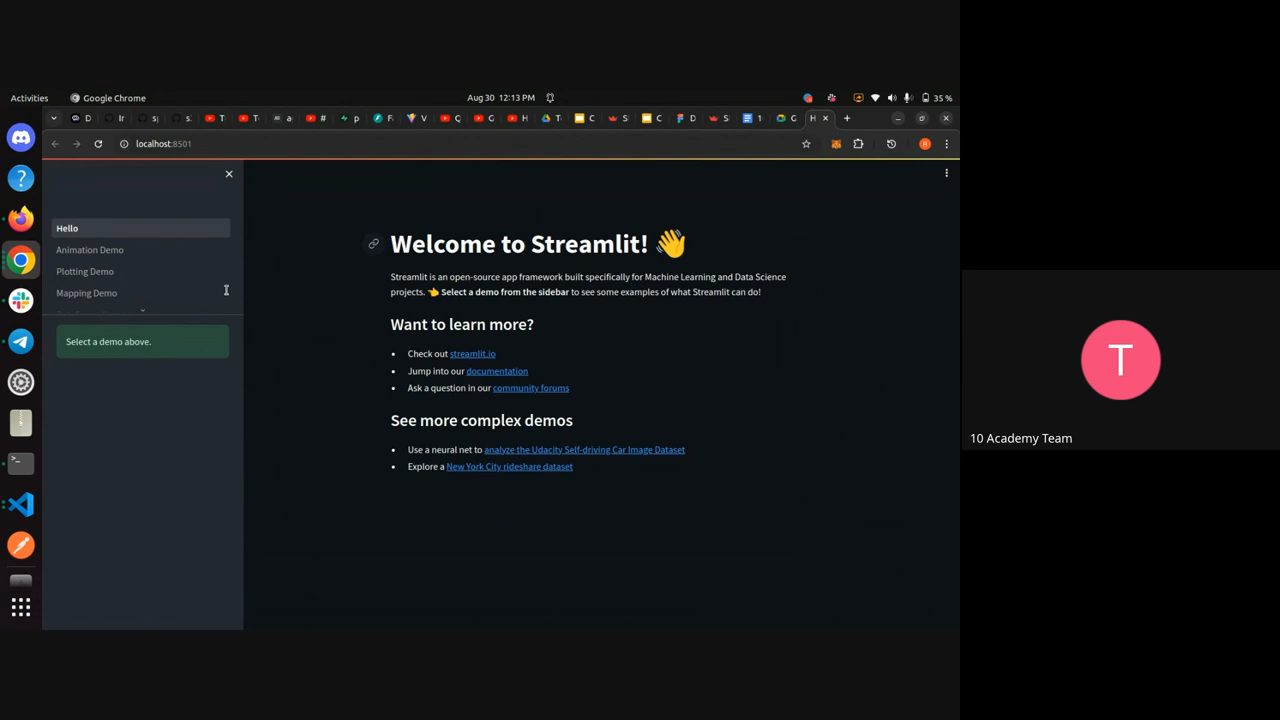 Activities
Google Chrome
Aug 30 12:13 PM
35 %
D
Ir
sp
s.
T
T
a
#
p
F
V
Q
G
H
T
C
S
C
D
S
1
G
H
localhost:8501
R
Hello
Animation Demo
Plotting Demo
Mapping Demo
Select a demo above.
Welcome to Streamlit! 👋
Streamlit is an open-source app framework built specifically for Machine Learning and Data Science
projects. 👈 Select a demo from the sidebar to see some examples of what Streamlit can do!
Want to learn more?
• Check out streamlit.io
• Jump into our documentation
• Ask a question in our community forums
See more complex demos
• Use a neural net to analyze the Udacity Self-driving Car Image Dataset
• Explore a New York City rideshare dataset
T
10 Academy Team